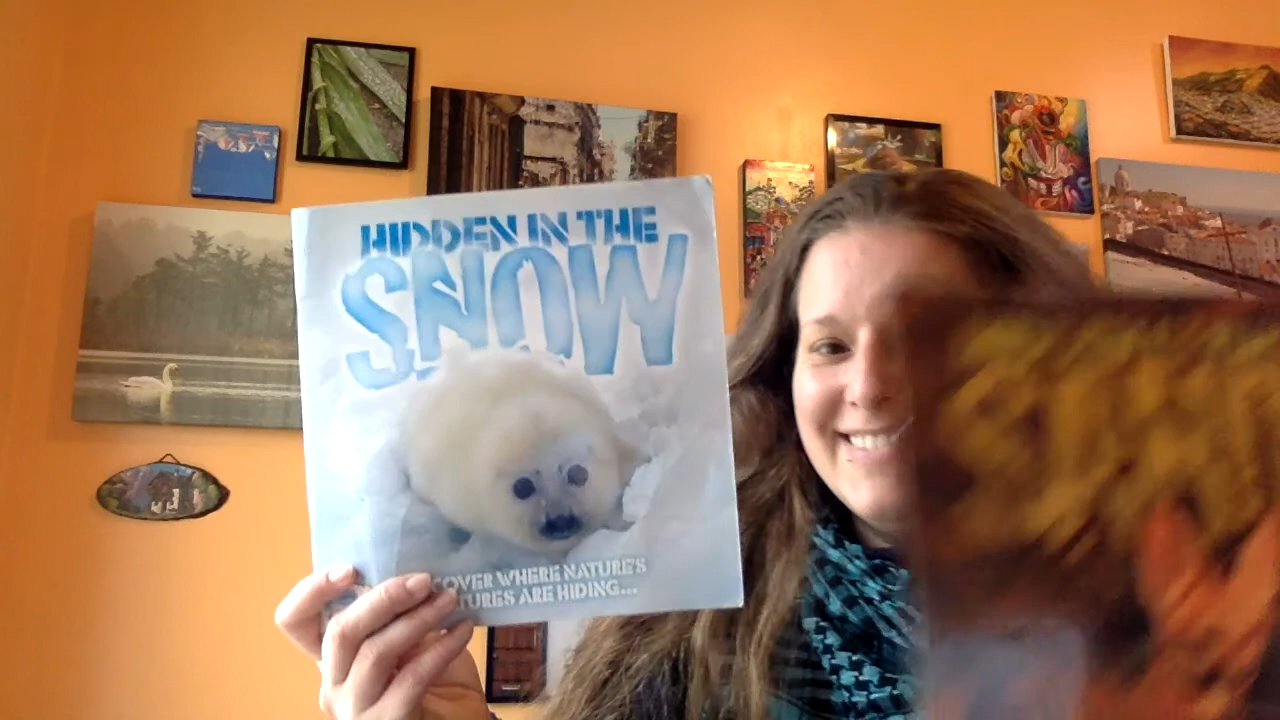 HIDDEN IN THE
SNOW
COVER WHERE NATURE'S
TURES ARE HIDING...